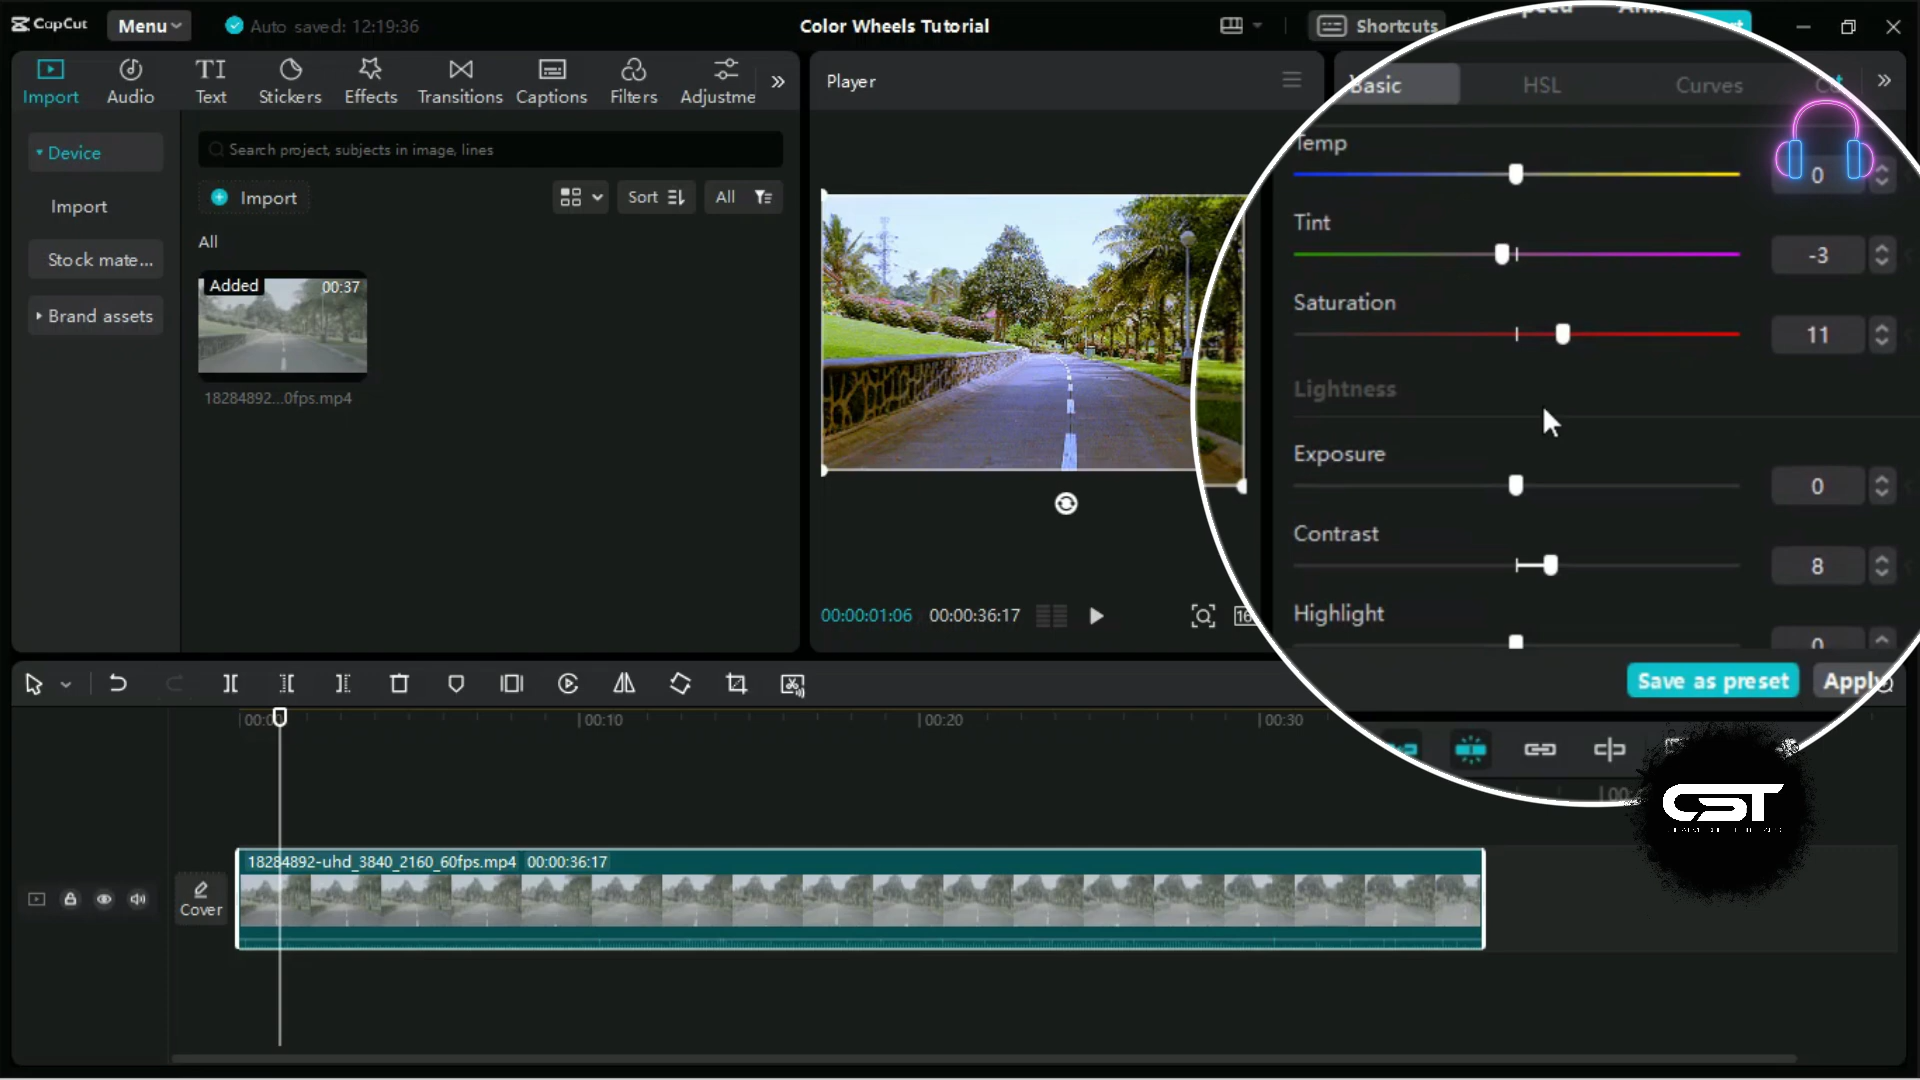 CapCut
Menu
Auto saved: 12:19:36
Color Wheels Tutorial
Shortcuts
Import
Audio
Text
Stickers
Effects
Transitions
Captions
Filters
Adjustme
Player
Basic
HSL
Curves
Device
Import
Stock mate...
Brand assets
Search project, subjects in image, lines
Import
Sort
All
All
Added
00:37
18284892...0fps.mp4
Temp
0
Tint
-3
Saturation
11
Lightness
Exposure
0
Contrast
8
Highlight
0
Save as preset
Apply
00:00:01:06
00:00:36:17
00:10
00:20
00:30
18284892-uhd_3840_2160_60fps.mp4 00:00:36:17
Cover
CST